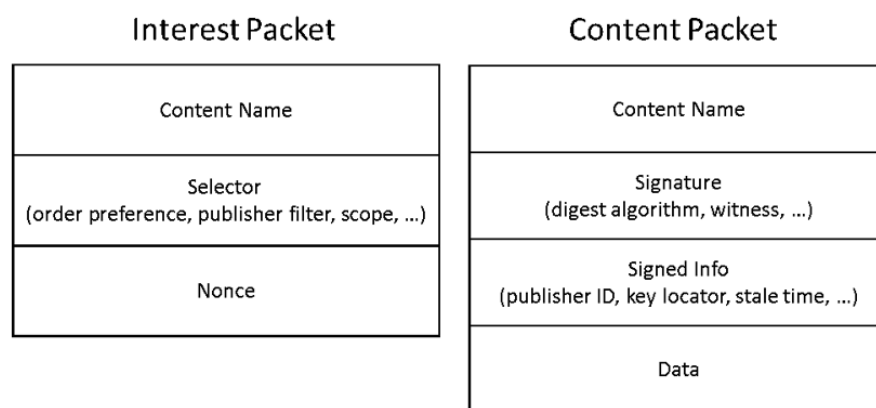 Interest Packet
Content Name
Selector
(order preference, publisher filter, scope, ...)
Nonce
Content Packet
Content Name
Signature
(digest algorithm, witness, ...)
Signed Info
(publisher ID, key locator, stale time, ...)
Data